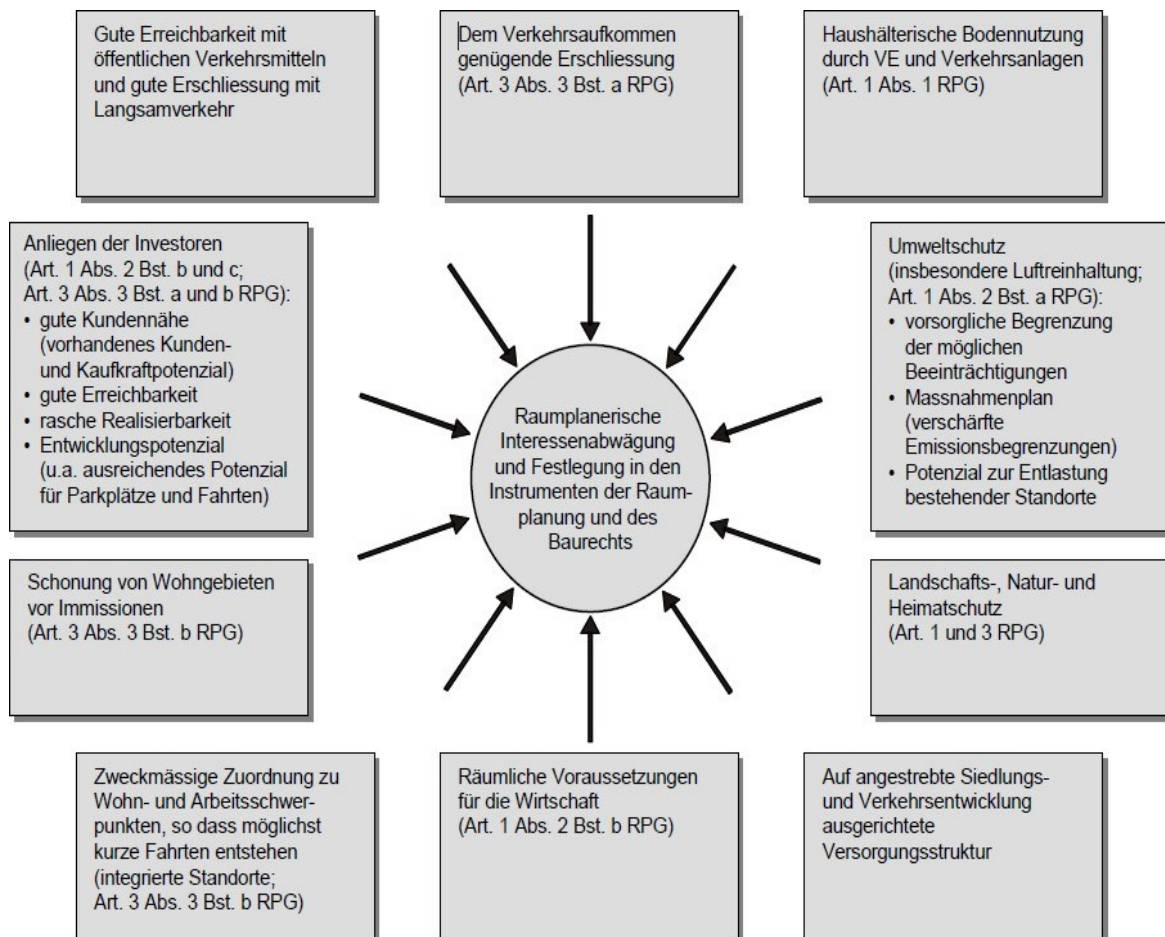 Gute Erreichbarkeit mit
öffentlichen Verkehrsmitteln
und gute Erschliessung mit
Langsamverkehr
Dem Verkehrsaufkommen
genügende Erschliessung
(Art. 3 Abs. 3 Bst. a RPG)
Haushälterische Bodennutzung
durch VE und Verkehrsanlagen
(Art. 1 Abs. 1 RPG)
Anliegen der Investoren
(Art. 1 Abs. 2 Bst. b und c;
Art. 3 Abs. 3 Bst. a und b RPG):
• gute Kundennähe
(vorhandenes Kunden-
und Kaufkraftpotenzial)
• gute Erreichbarkeit
• rasche Realisierbarkeit
• Entwicklungspotenzial
(u.a. ausreichendes Potenzial
für Parkplätze und Fahrten)
Raumplanerische
Interessenabwägung
und Festlegung in den
Instrumenten der Raum-
planung und des
Baurechts
Umweltschutz
(insbesondere Luftreinhaltung;
Art. 1 Abs. 2 Bst. a RPG):
• vorsorgliche Begrenzung
der möglichen
Beeinträchtigungen
• Massnahmenplan
(verschärfte
Emissionsbegrenzungen)
• Potenzial zur Entlastung
bestehender Standorte
Schonung von Wohngebieten
vor Immissionen
(Art. 3 Abs. 3 Bst. b RPG)
Landschafts-, Natur- und
Heimatschutz
(Art. 1 und 3 RPG)
Zweckmässige Zuordnung zu
Wohn- und Arbeitsschwer-
punkten, so dass möglichst
kurze Fahrten entstehen
(integrierte Standorte;
Art. 3 Abs. 3 Bst. b RPG)
Räumliche Voraussetzungen
für die Wirtschaft
(Art. 1 Abs. 2 Bst. b RPG)
Auf angestrebte Siedlungs-
und Verkehrsentwicklung
ausgerichtete
Versorgungsstruktur